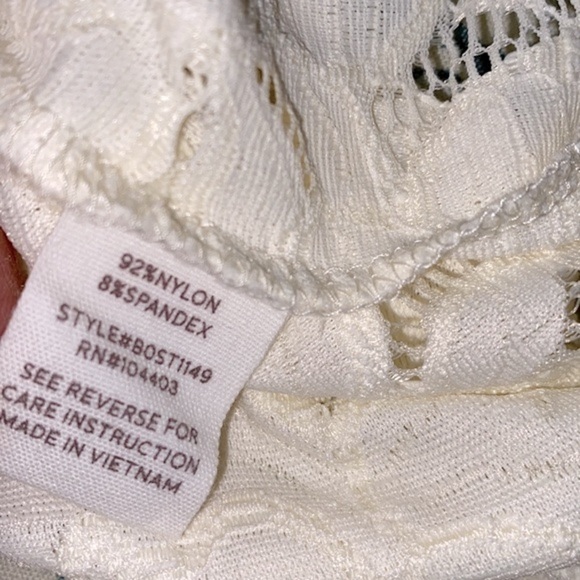 92%NYLON
8%SPANDEX
STYLE#BOST1149
RN#104403
SEE REVERSE FOR
CARE INSTRUCTION
MADE IN VIETNAM